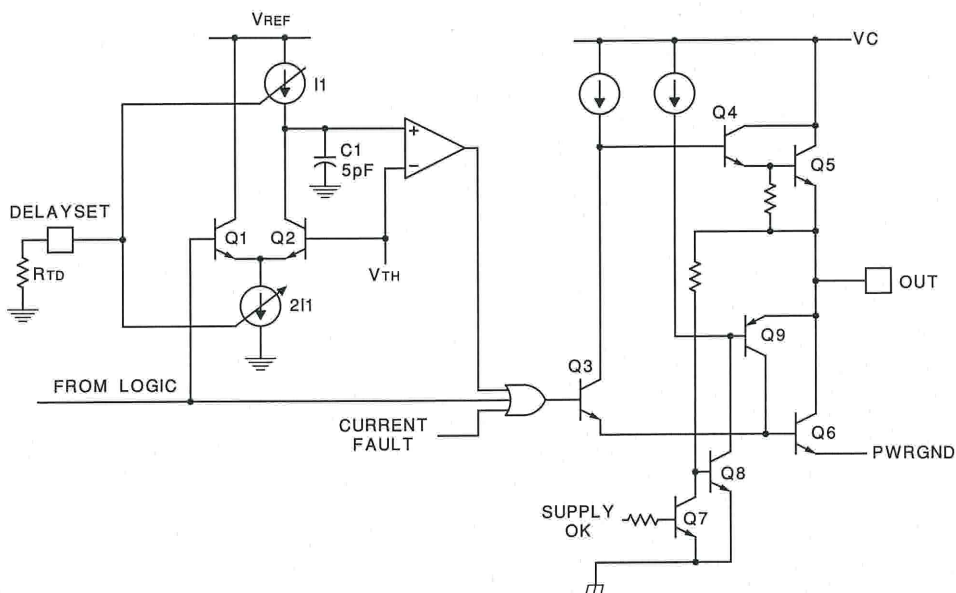 VREF
VC
I1
Q4
C1
5pF
+
−
Q5
DELAYSET
Q1
Q2
RTD
VTH
2I1
OUT
Q9
Q3
FROM LOGIC
CURRENT
FAULT
Q6
PWRGND
Q8
SUPPLY
OK
Q7